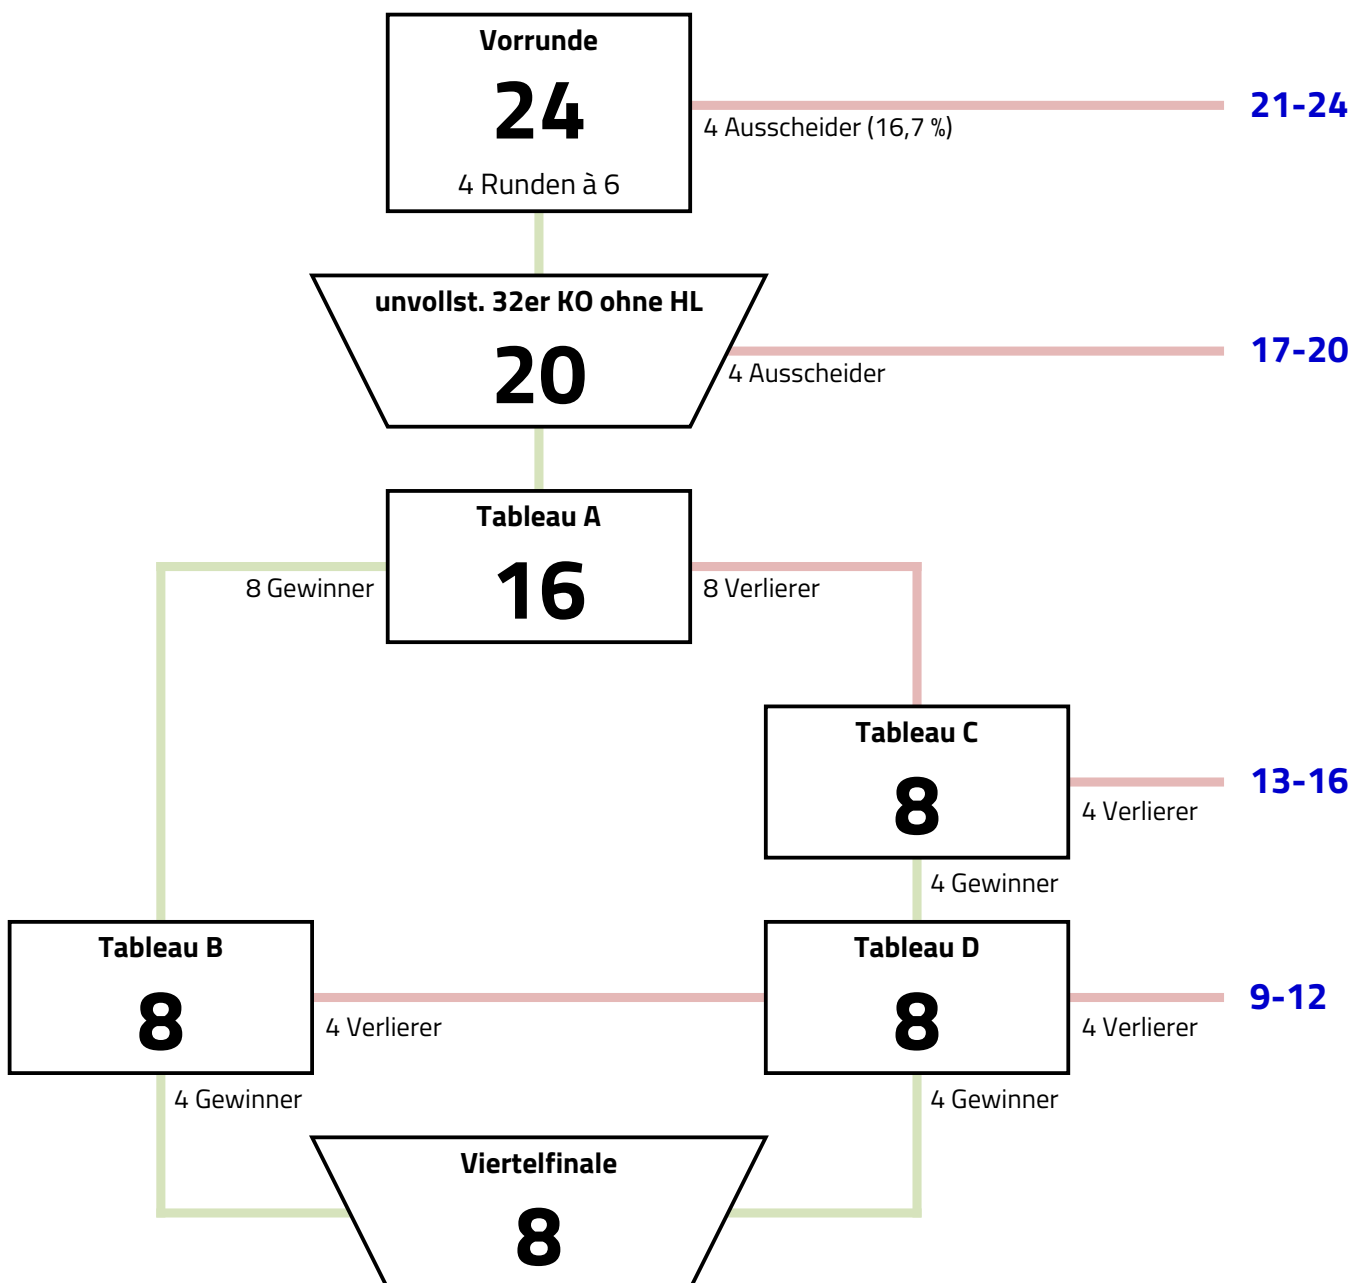 Vorrunde
24
4 Runden à 6
4 Ausscheider (16,7 %)
21-24
unvollst. 32er KO ohne HL
20
4 Ausscheider
17-20
Tableau A
16
8 Gewinner
8 Verlierer
Tableau C
8
4 Verlierer
13-16
4 Gewinner
Tableau B
8
4 Verlierer
4 Gewinner
Tableau D
8
4 Verlierer
9-12
4 Gewinner
Viertelfinale
8